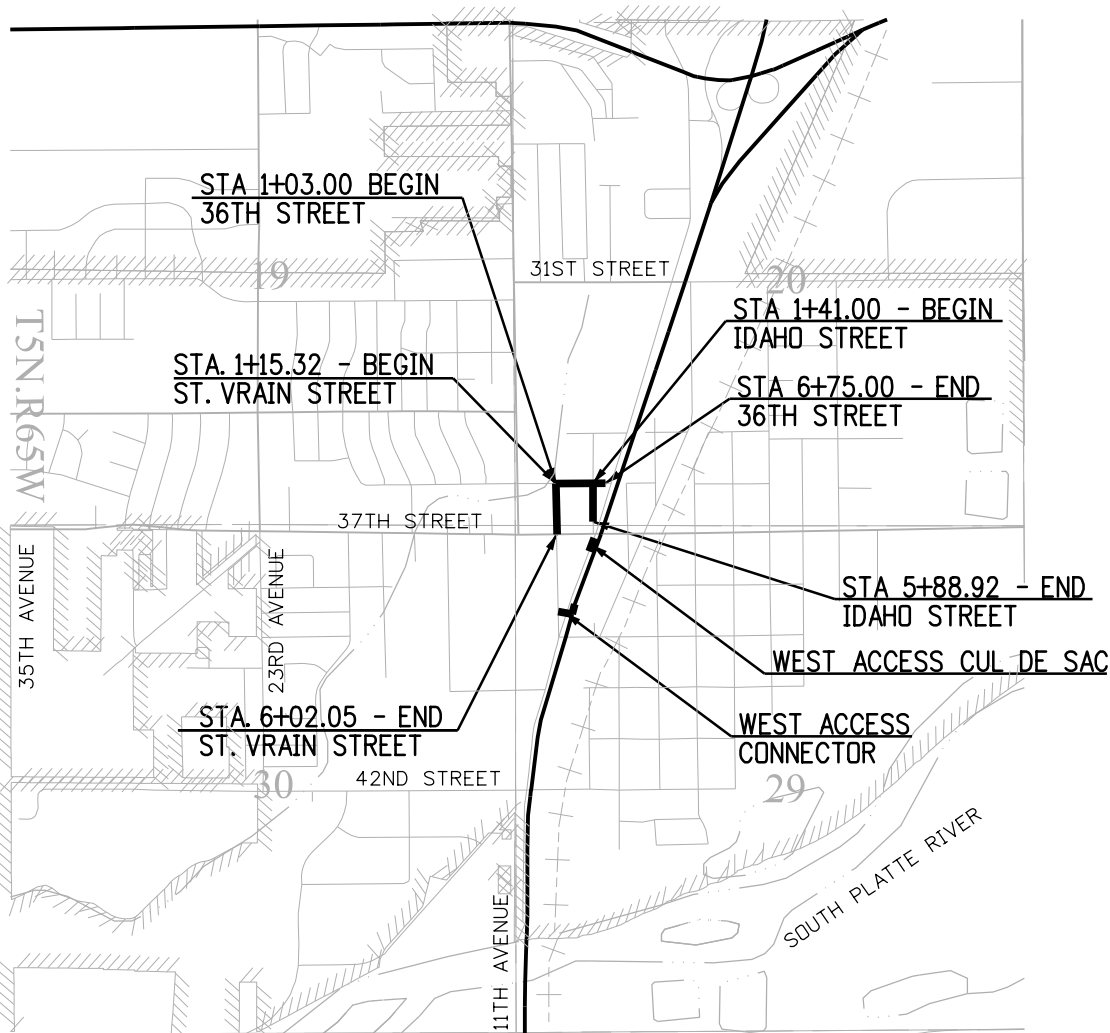 STA 1+03.00 BEGIN
36TH STREET
31ST STREET
19
20
STA 1+41.00 - BEGIN
IDAHO STREET
T5N.R65W
STA. 1+15.32 - BEGIN
ST. VRAIN STREET
STA 6+75.00 - END
36TH STREET
37TH STREET
35TH AVENUE
23RD AVENUE
STA 5+88.92 - END
IDAHO STREET
WEST ACCESS CUL DE SAC
STA. 6+02.05 - END
ST. VRAIN STREET
WEST ACCESS
CONNECTOR
30
42ND STREET
29
SOUTH PLATTE RIVER
11TH AVENUE